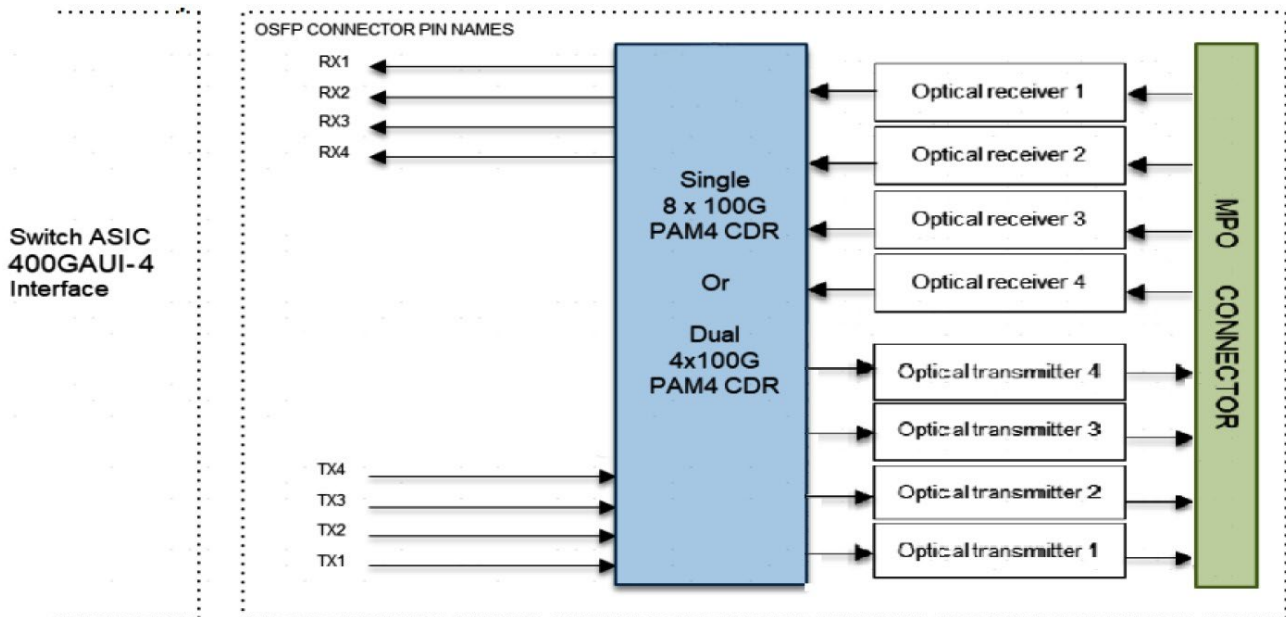 OSFP CONNECTOR PIN NAMES
RX1
RX2
RX3
RX4
Switch ASIC
400GAUI-4
Interface
TX4
TX3
TX2
TX1
Single
8 x 100G
PAM4 CDR
Or
Dual
4x100G
PAM4 CDR
Optical receiver 1
Optical receiver 2
Optical receiver 3
Optical receiver 4
Optical transmitter 4
Optical transmitter 3
Optical transmitter 2
Optical transmitter 1
MPO CONNECTOR